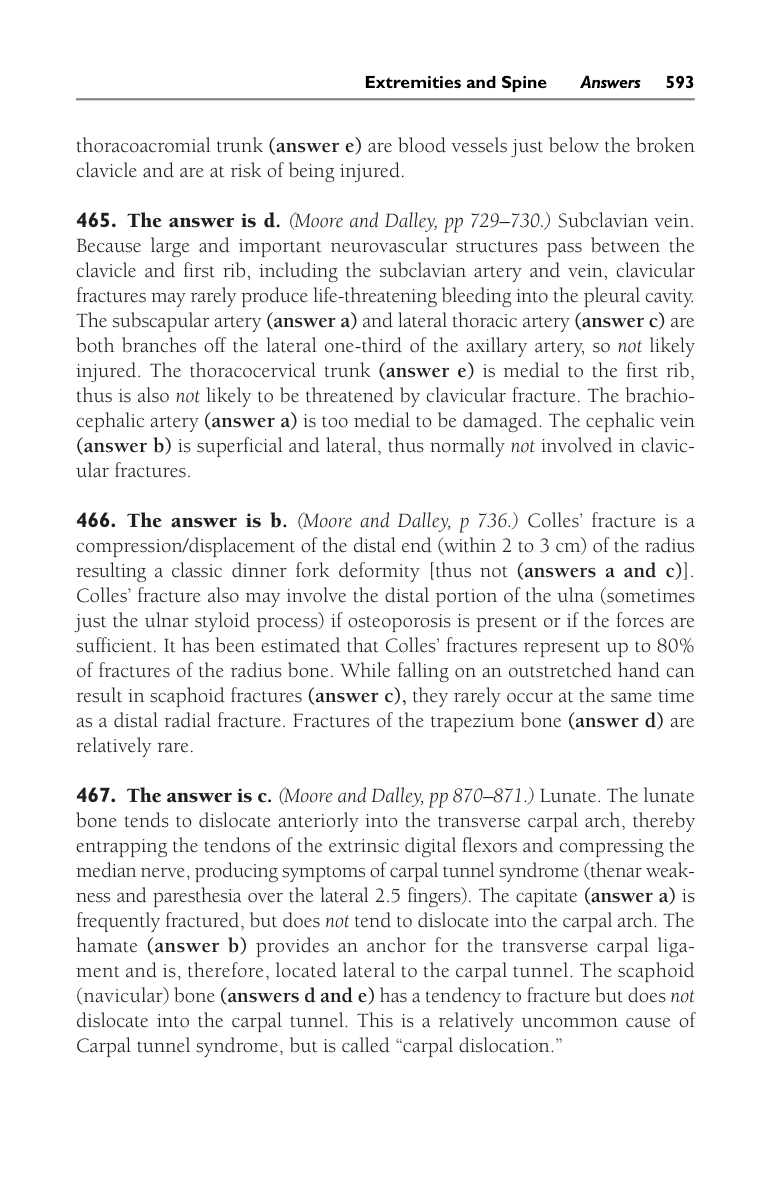 Extremities and Spine Answers 593
thoracoacromial trunk (answer e) are blood vessels just below the broken
clavicle and are at risk of being injured.
465. The answer is d. (Moore and Dalley, pp 729–730.) Subclavian vein.
Because large and important neurovascular structures pass between the
clavicle and first rib, including the subclavian artery and vein, clavicular
fractures may rarely produce life-threatening bleeding into the pleural cavity.
The subscapular artery (answer a) and lateral thoracic artery (answer c) are
both branches off the lateral one-third of the axillary artery, so not likely
injured. The thoracocervical trunk (answer e) is medial to the first rib,
thus is also not likely to be threatened by clavicular fracture. The brachio-
cephalic artery (answer a) is too medial to be damaged. The cephalic vein
(answer b) is superficial and lateral, thus normally not involved in clavic-
ular fractures.
466. The answer is b. (Moore and Dalley, p 736.) Colles’ fracture is a
compression/displacement of the distal end (within 2 to 3 cm) of the radius
resulting a classic dinner fork deformity [thus not (answers a and c)].
Colles’ fracture also may involve the distal portion of the ulna (sometimes
just the ulnar styloid process) if osteoporosis is present or if the forces are
sufficient. It has been estimated that Colles’ fractures represent up to 80%
of fractures of the radius bone. While falling on an outstretched hand can
result in scaphoid fractures (answer c), they rarely occur at the same time
as a distal radial fracture. Fractures of the trapezium bone (answer d) are
relatively rare.
467. The answer is c. (Moore and Dalley, pp 870–871.) Lunate. The lunate
bone tends to dislocate anteriorly into the transverse carpal arch, thereby
entrapping the tendons of the extrinsic digital flexors and compressing the
median nerve, producing symptoms of carpal tunnel syndrome (thenar weak-
ness and paresthesia over the lateral 2.5 fingers). The capitate (answer a) is
frequently fractured, but does not tend to dislocate into the carpal arch. The
hamate (answer b) provides an anchor for the transverse carpal liga-
ment and is, therefore, located lateral to the carpal tunnel. The scaphoid
(navicular) bone (answers d and e) has a tendency to fracture but does not
dislocate into the carpal tunnel. This is a relatively uncommon cause of
Carpal tunnel syndrome, but is called “carpal dislocation.”